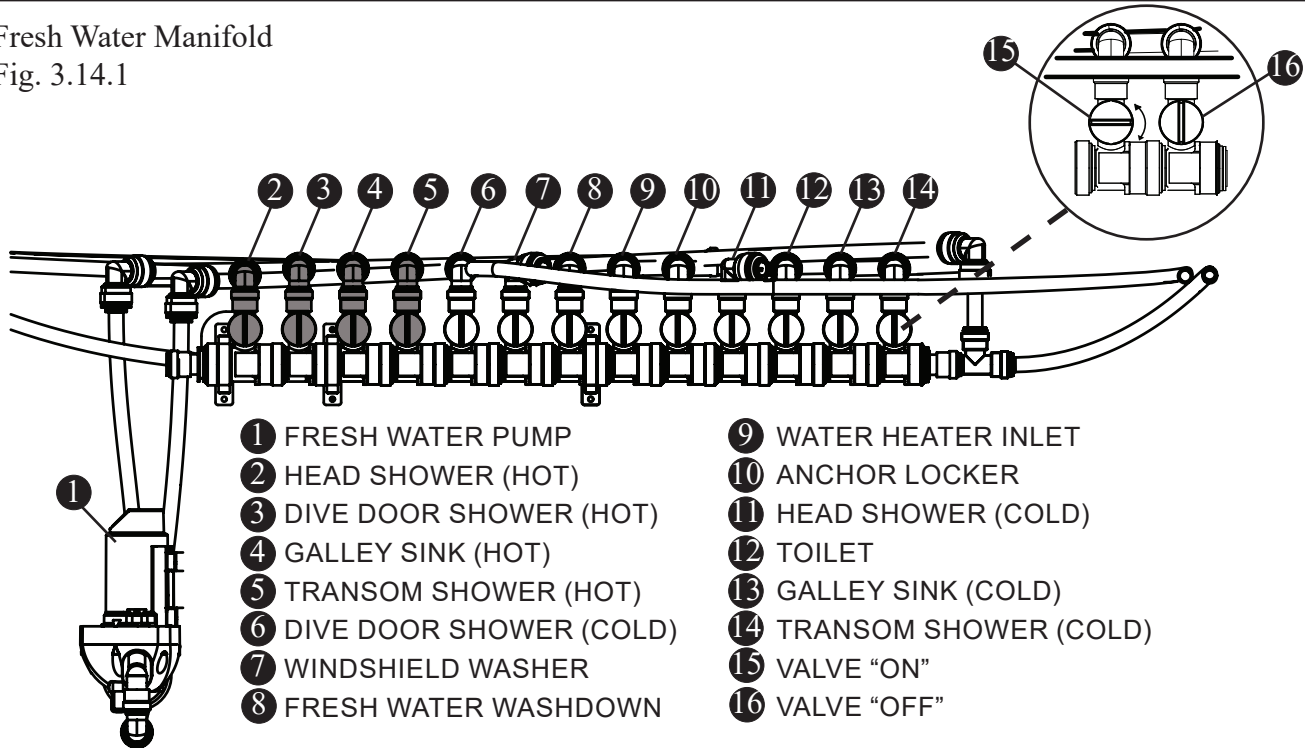 Fresh Water Manifold
Fig. 3.14.1
15
16
2 3 4 5 6 7 8 9 10 11 12 13 14
1
1 FRESH WATER PUMP
2 HEAD SHOWER (HOT)
3 DIVE DOOR SHOWER (HOT)
4 GALLEY SINK (HOT)
5 TRANSOM SHOWER (HOT)
6 DIVE DOOR SHOWER (COLD)
7 WINDSHIELD WASHER
8 FRESH WATER WASHDOWN
9 WATER HEATER INLET
10 ANCHOR LOCKER
11 HEAD SHOWER (COLD)
12 TOILET
13 GALLEY SINK (COLD)
14 TRANSOM SHOWER (COLD)
15 VALVE “ON”
16 VALVE “OFF”